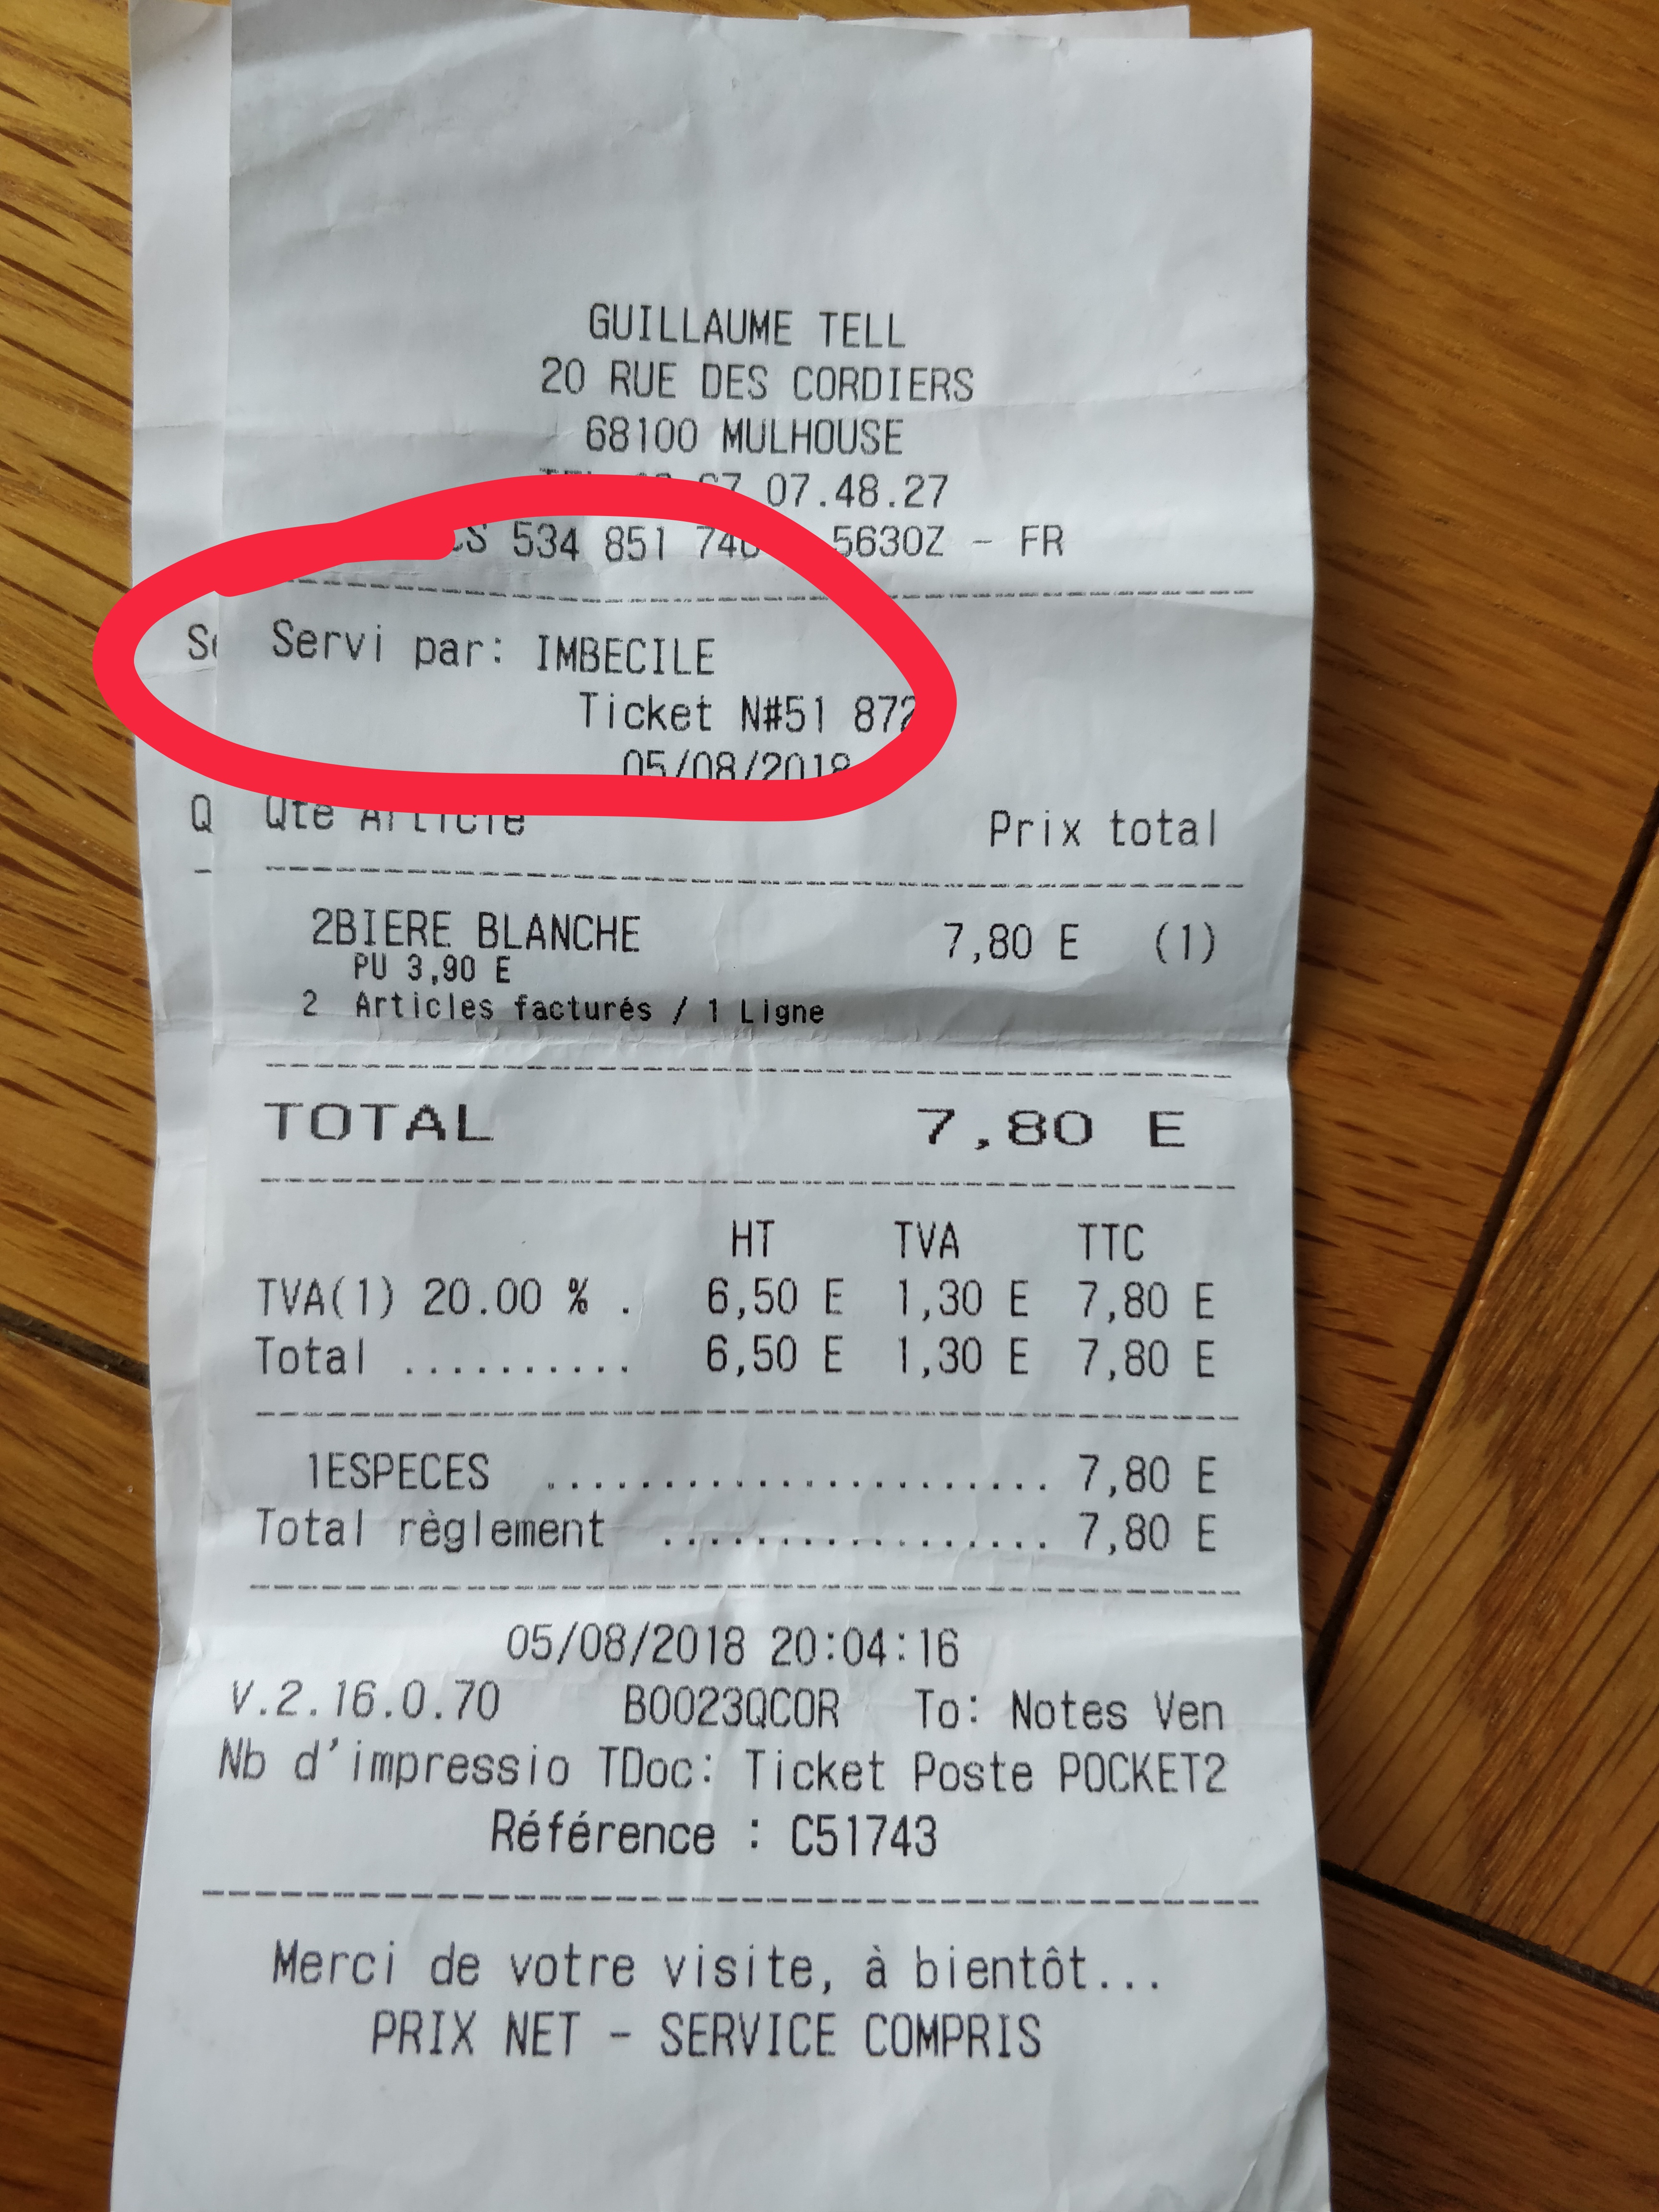 GUILLAUME TELL
20 RUE DES CORDIERS
68100 MULHOUSE
07.48.27
534 851 5630Z - FR
Servi par: IMBECILE
Ticket N#51 872
05/08/2018
Qte Article Prix total
2BIERE BLANCHE 7,80 E (1)
PU 3,90 E
2 Articles facturés / 1 Ligne
TOTAL 7,80 E
HT TVA TTC
TVA(1) 20.00 % . 6,50 E 1,30 E 7,80 E
Total .......... 6,50 E 1,30 E 7,80 E
1ESPECES ....................... 7,80 E
Total règlement ................. 7,80 E
05/08/2018 20:04:16
V.2.16.0.70 B0023QCOR To: Notes Ven
Nb d'impressio TDoc: Ticket Poste POCKET2
Référence : C51743
Merci de votre visite, à bientôt...
PRIX NET - SERVICE COMPRIS